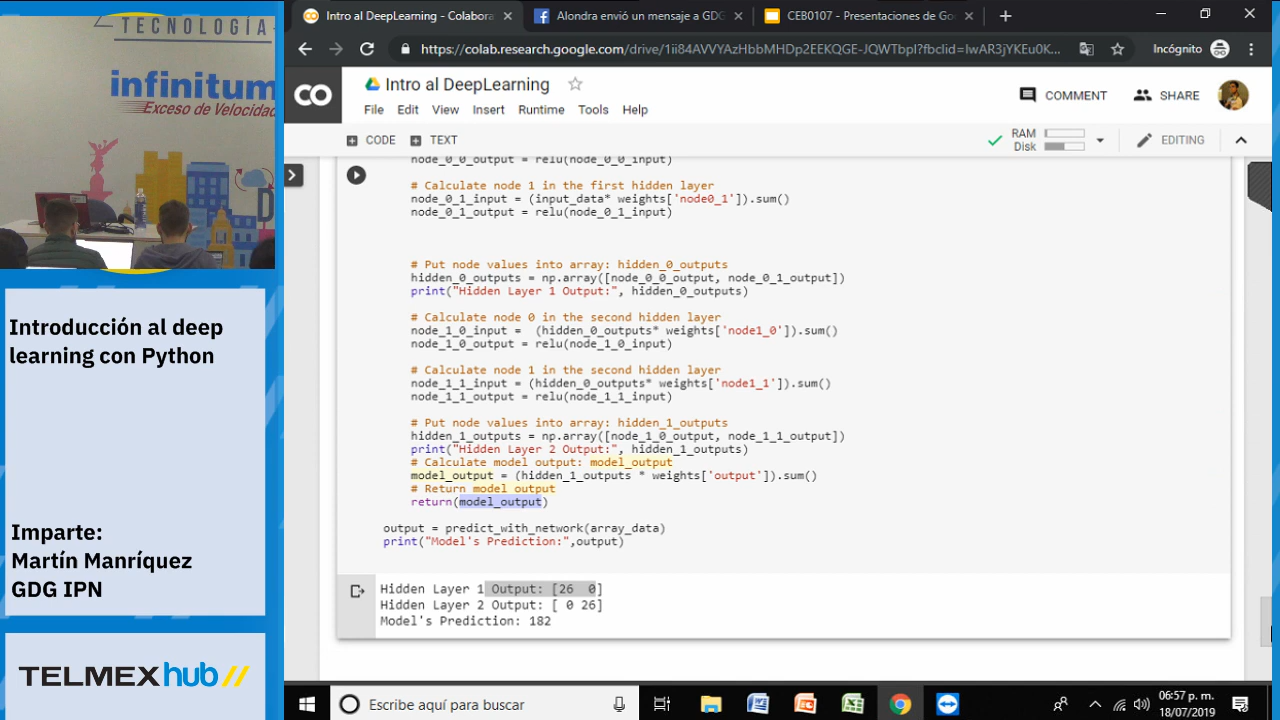 TECNOLOGÍA
infinitum
Exceso de Velocidad
D
Introducción al deep
learning con Python
Imparte:
Martín Manríquez
GDG IPN
TELMEXhub//
Intro al DeepLearning - Colabora
Alondra envió un mensaje a GDG
CEB0107 - Presentaciones de Go
https://colab.research.google.com/drive/1ii84AVVYAzHbbMHDp2EEKQGE-JQWTbpI?fbclid=IwAR3jYKEu0K...
Incógnito
CO
Intro al DeepLearning
File Edit View Insert Runtime Tools Help
COMMENT
SHARE
CODE TEXT
RAM
Disk
EDITING
node_0_0_output = relu(node_0_0_input)
# Calculate node 1 in the first hidden layer
node_0_1_input = (input_data* weights['node0_1']).sum()
node_0_1_output = relu(node_0_1_input)
# Put node values into array: hidden_0_outputs
hidden_0_outputs = np.array([node_0_0_output, node_0_1_output])
print("Hidden Layer 1 Output:", hidden_0_outputs)
# Calculate node 0 in the second hidden layer
node_1_0_input =  (hidden_0_outputs* weights['node1_0']).sum()
node_1_0_output = relu(node_1_0_input)
# Calculate node 1 in the second hidden layer
node_1_1_input = (hidden_0_outputs* weights['node1_1']).sum()
node_1_1_output = relu(node_1_1_input)
# Put node values into array: hidden_1_outputs
hidden_1_outputs = np.array([node_1_0_output, node_1_1_output])
print("Hidden Layer 2 Output:", hidden_1_outputs)
# Calculate model output: model_output
model_output = (hidden_1_outputs * weights['output']).sum()
# Return model_output
return(model_output)
output = predict_with_network(array_data)
print("Model's Prediction:",output)
Hidden Layer 1 Output: [26  0]
Hidden Layer 2 Output: [ 0 26]
Model's Prediction: 182
Escribe aquí para buscar
06:57 p. m.
18/07/2019